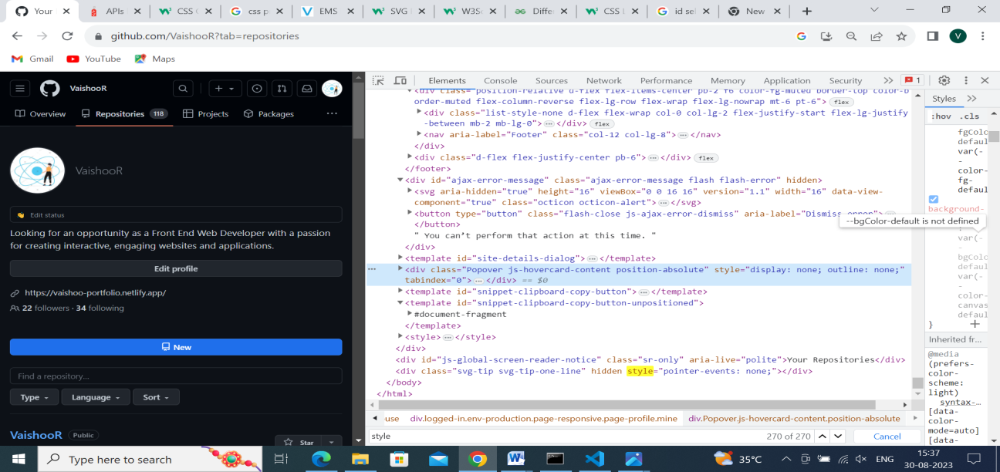 Your
APIs
CSS
css p
EMS
SVG
W3S
Differ
CSS
id sel
New
github.com/VaishooR?tab=repositories
V
Gmail
YouTube
Maps
VaishooR
Overview
Repositories 118
Projects
Packages
VaishooR
Edit status
Looking for an opportunity as a Front End Web Developer with a passion
for creating interactive, engaging websites and applications.
Edit profile
https://vaishoo-portfolio.netlify.app/
22 followers · 34 following
New
Find a repository...
Type
Language
Sort
VaishooR Public
Star
Elements Console Sources Network Performance Memory Application Security
1
<div class="position-relative d-flex flex-items-center pb-2 f6 color-fg-muted border-top color-b
order-muted flex-column-reverse flex-lg-row flex-wrap flex-lg-nowrap mt-6 pt-6"> flex
<div class="list-style-none d-flex flex-wrap col-0 col-lg-2 flex-justify-start flex-lg-justify
-between mb-2 mb-lg-0"> … </div> flex
<nav aria-label="Footer" class="col-12 col-lg-8"> … </nav>
</div>
<div class="d-flex flex-justify-center pb-6"> … </div> flex
</footer>
<div id="ajax-error-message" class="ajax-error-message flash flash-error" hidden>
<svg aria-hidden="true" height="16" viewBox="0 0 16 16" version="1.1" width="16" data-view-
component="true" class="octicon octicon-alert"> … </svg>
<button type="button" class="flash-close js-ajax-error-dismiss" aria-label="Dismiss error"> …
</button>
" You can't perform that action at this time. "
</div>
<template id="site-details-dialog"> … </template>
<div class="Popover js-hovercard-content position-absolute" style="display: none; outline: none;"
tabindex="0"> … </div> == $0
<template id="snippet-clipboard-copy-button"> … </template>
<template id="snippet-clipboard-copy-button-unpositioned">
#document-fragment
</template>
<style> … </style>
</div>
<div id="js-global-screen-reader-notice" class="sr-only" aria-live="polite">Your Repositories</div>
<div class="svg-tip svg-tip-one-line" hidden style="pointer-events: none;"></div>
</body>
</html>
use div.logged-in.env-production.page-responsive.page-profile.mine div.Popover.js-hovercard-content.position-absolute
style
270 of 270
Cancel
Styles
:hov .cls
fgColo
defaul
var(-
-
color-
fg-
defaul
background-
--bgColor-default is not defined
var(-
-
bgColo
defaul
var(-
-
color-
canvas
defaul
}
Inherited fr...
@media
(prefers-
color-
scheme:
light)
syntax-…
[data-
color-
mode=auto]
[data-
Type here to search
35°C
ENG
15:37
30-08-2023